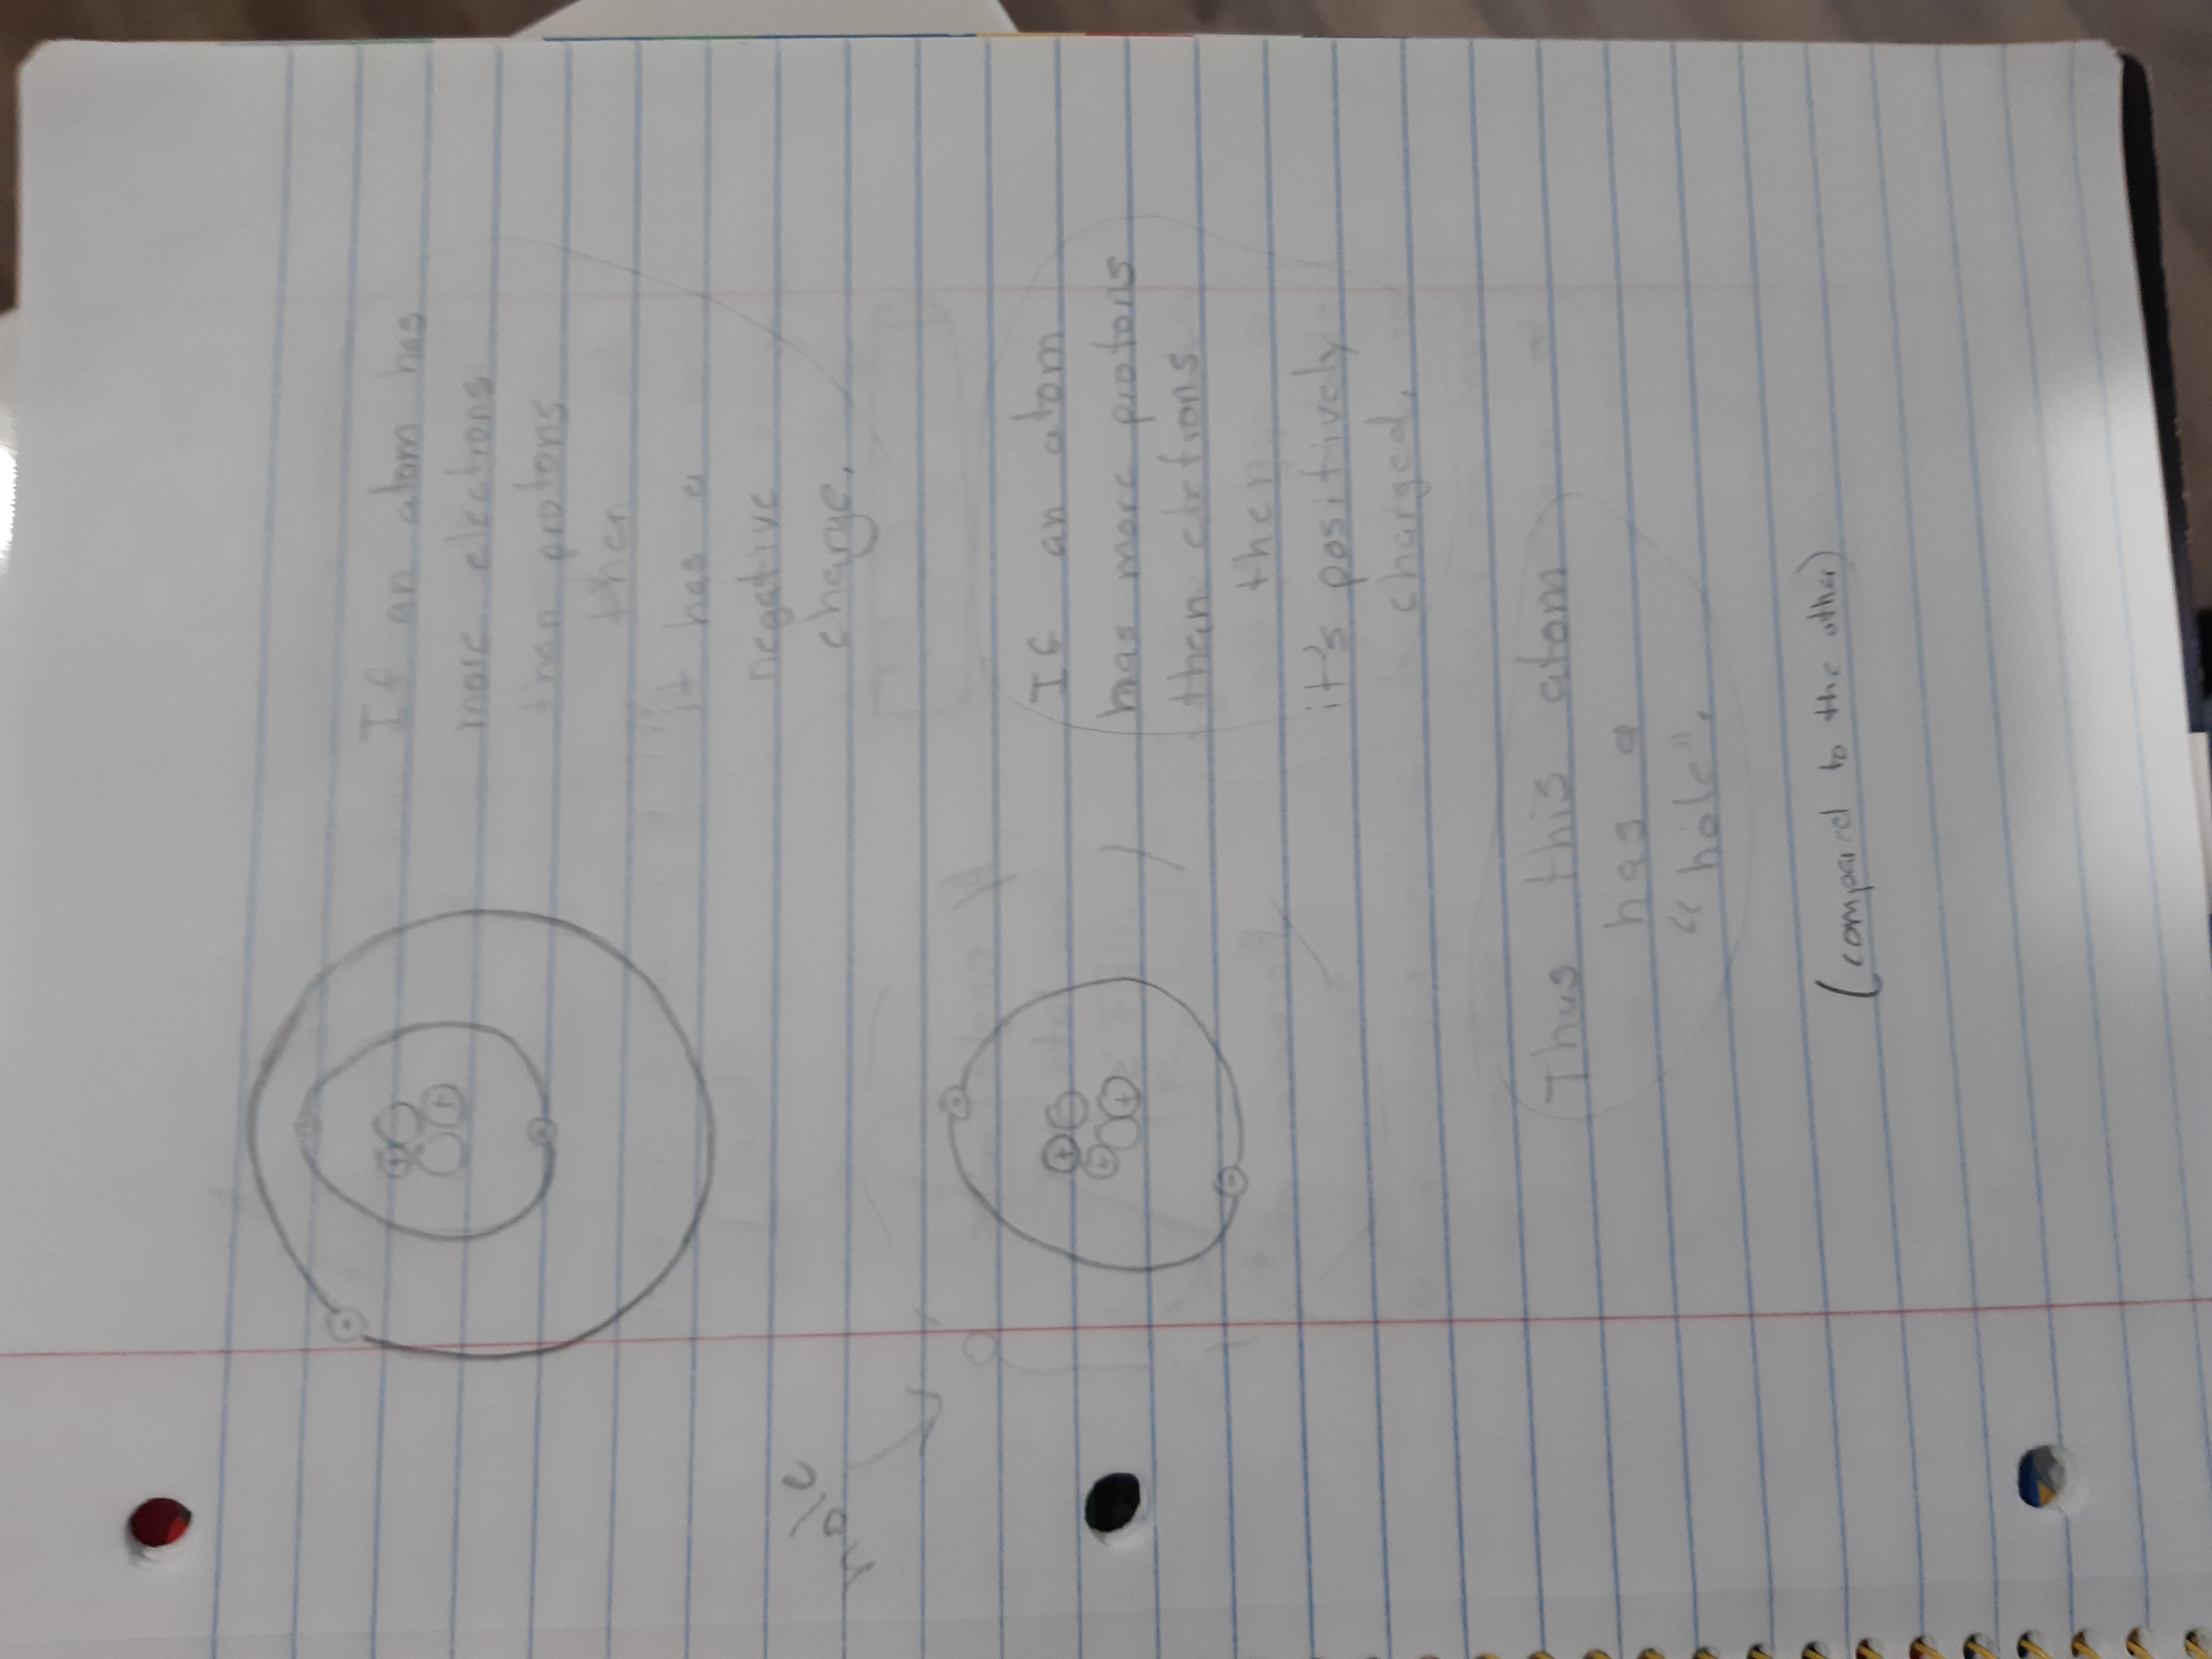 If an atom has
more electrons
than protons
then
it has a
negative
charge.
hole
If an atom
has more protons
than elctrons
then
it's positively
charged.
Thus this atom
has a
"hole".
(compared to the other)